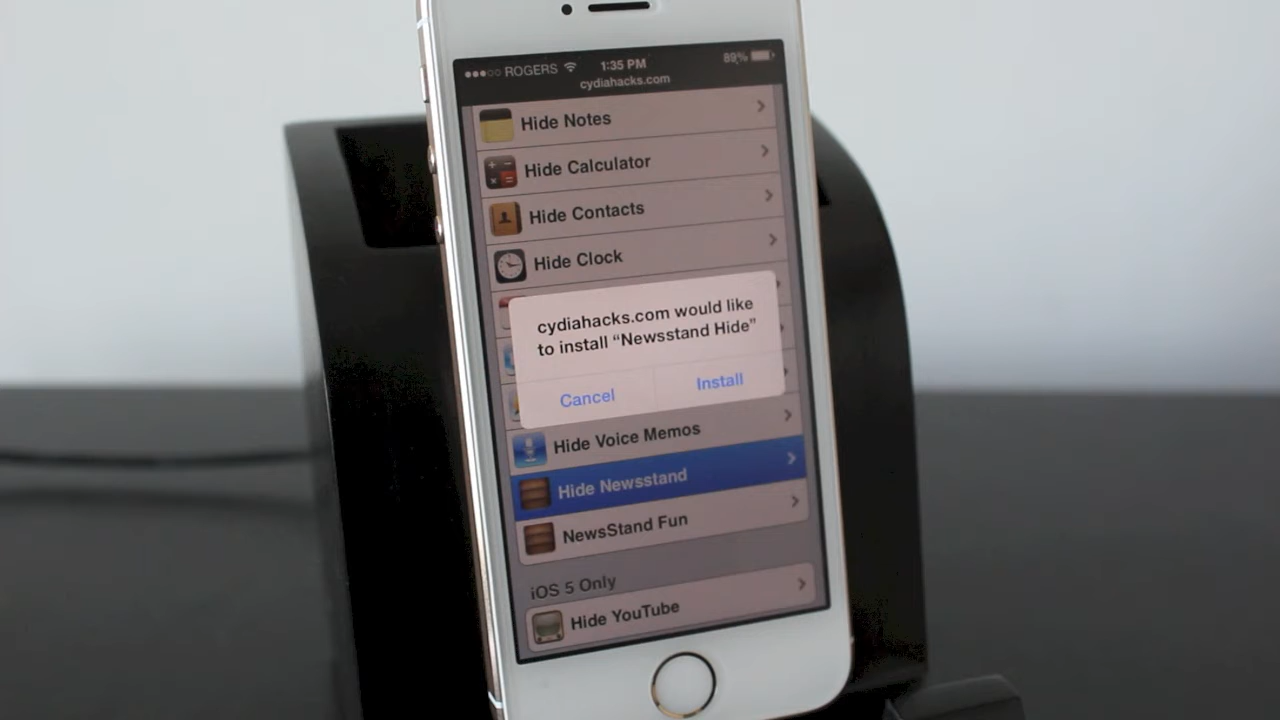 ROGERS 1:35 PM 89%
cydiahacks.com
Hide Notes
Hide Calculator
Hide Contacts
Hide Clock
cydiahacks.com would like
to install “Newsstand Hide”
Cancel Install
Hide Voice Memos
Hide Newsstand
NewsStand Fun
iOS 5 Only
Hide YouTube